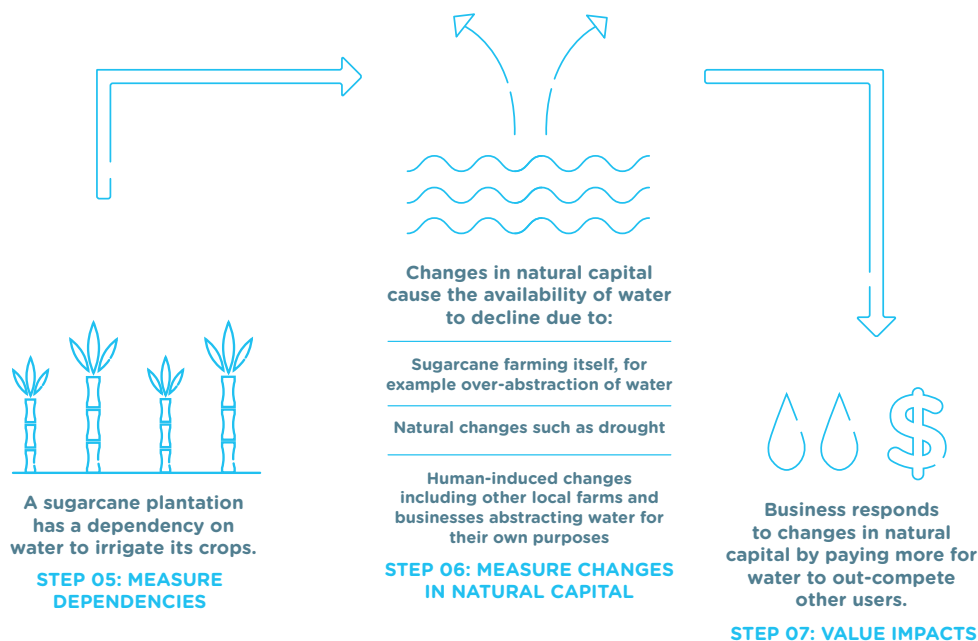 A sugarcane plantation
has a dependency on
water to irrigate its crops.
STEP 05: MEASURE
DEPENDENCIES
Changes in natural capital
cause the availability of water
to decline due to:
Sugarcane farming itself, for
example over-abstraction of water
Natural changes such as drought
Human-induced changes
including other local farms and
businesses abstracting water for
their own purposes
STEP 06: MEASURE CHANGES
IN NATURAL CAPITAL
$
Business responds
to changes in natural
capital by paying more for
water to out-compete
other users.
STEP 07: VALUE IMPACTS